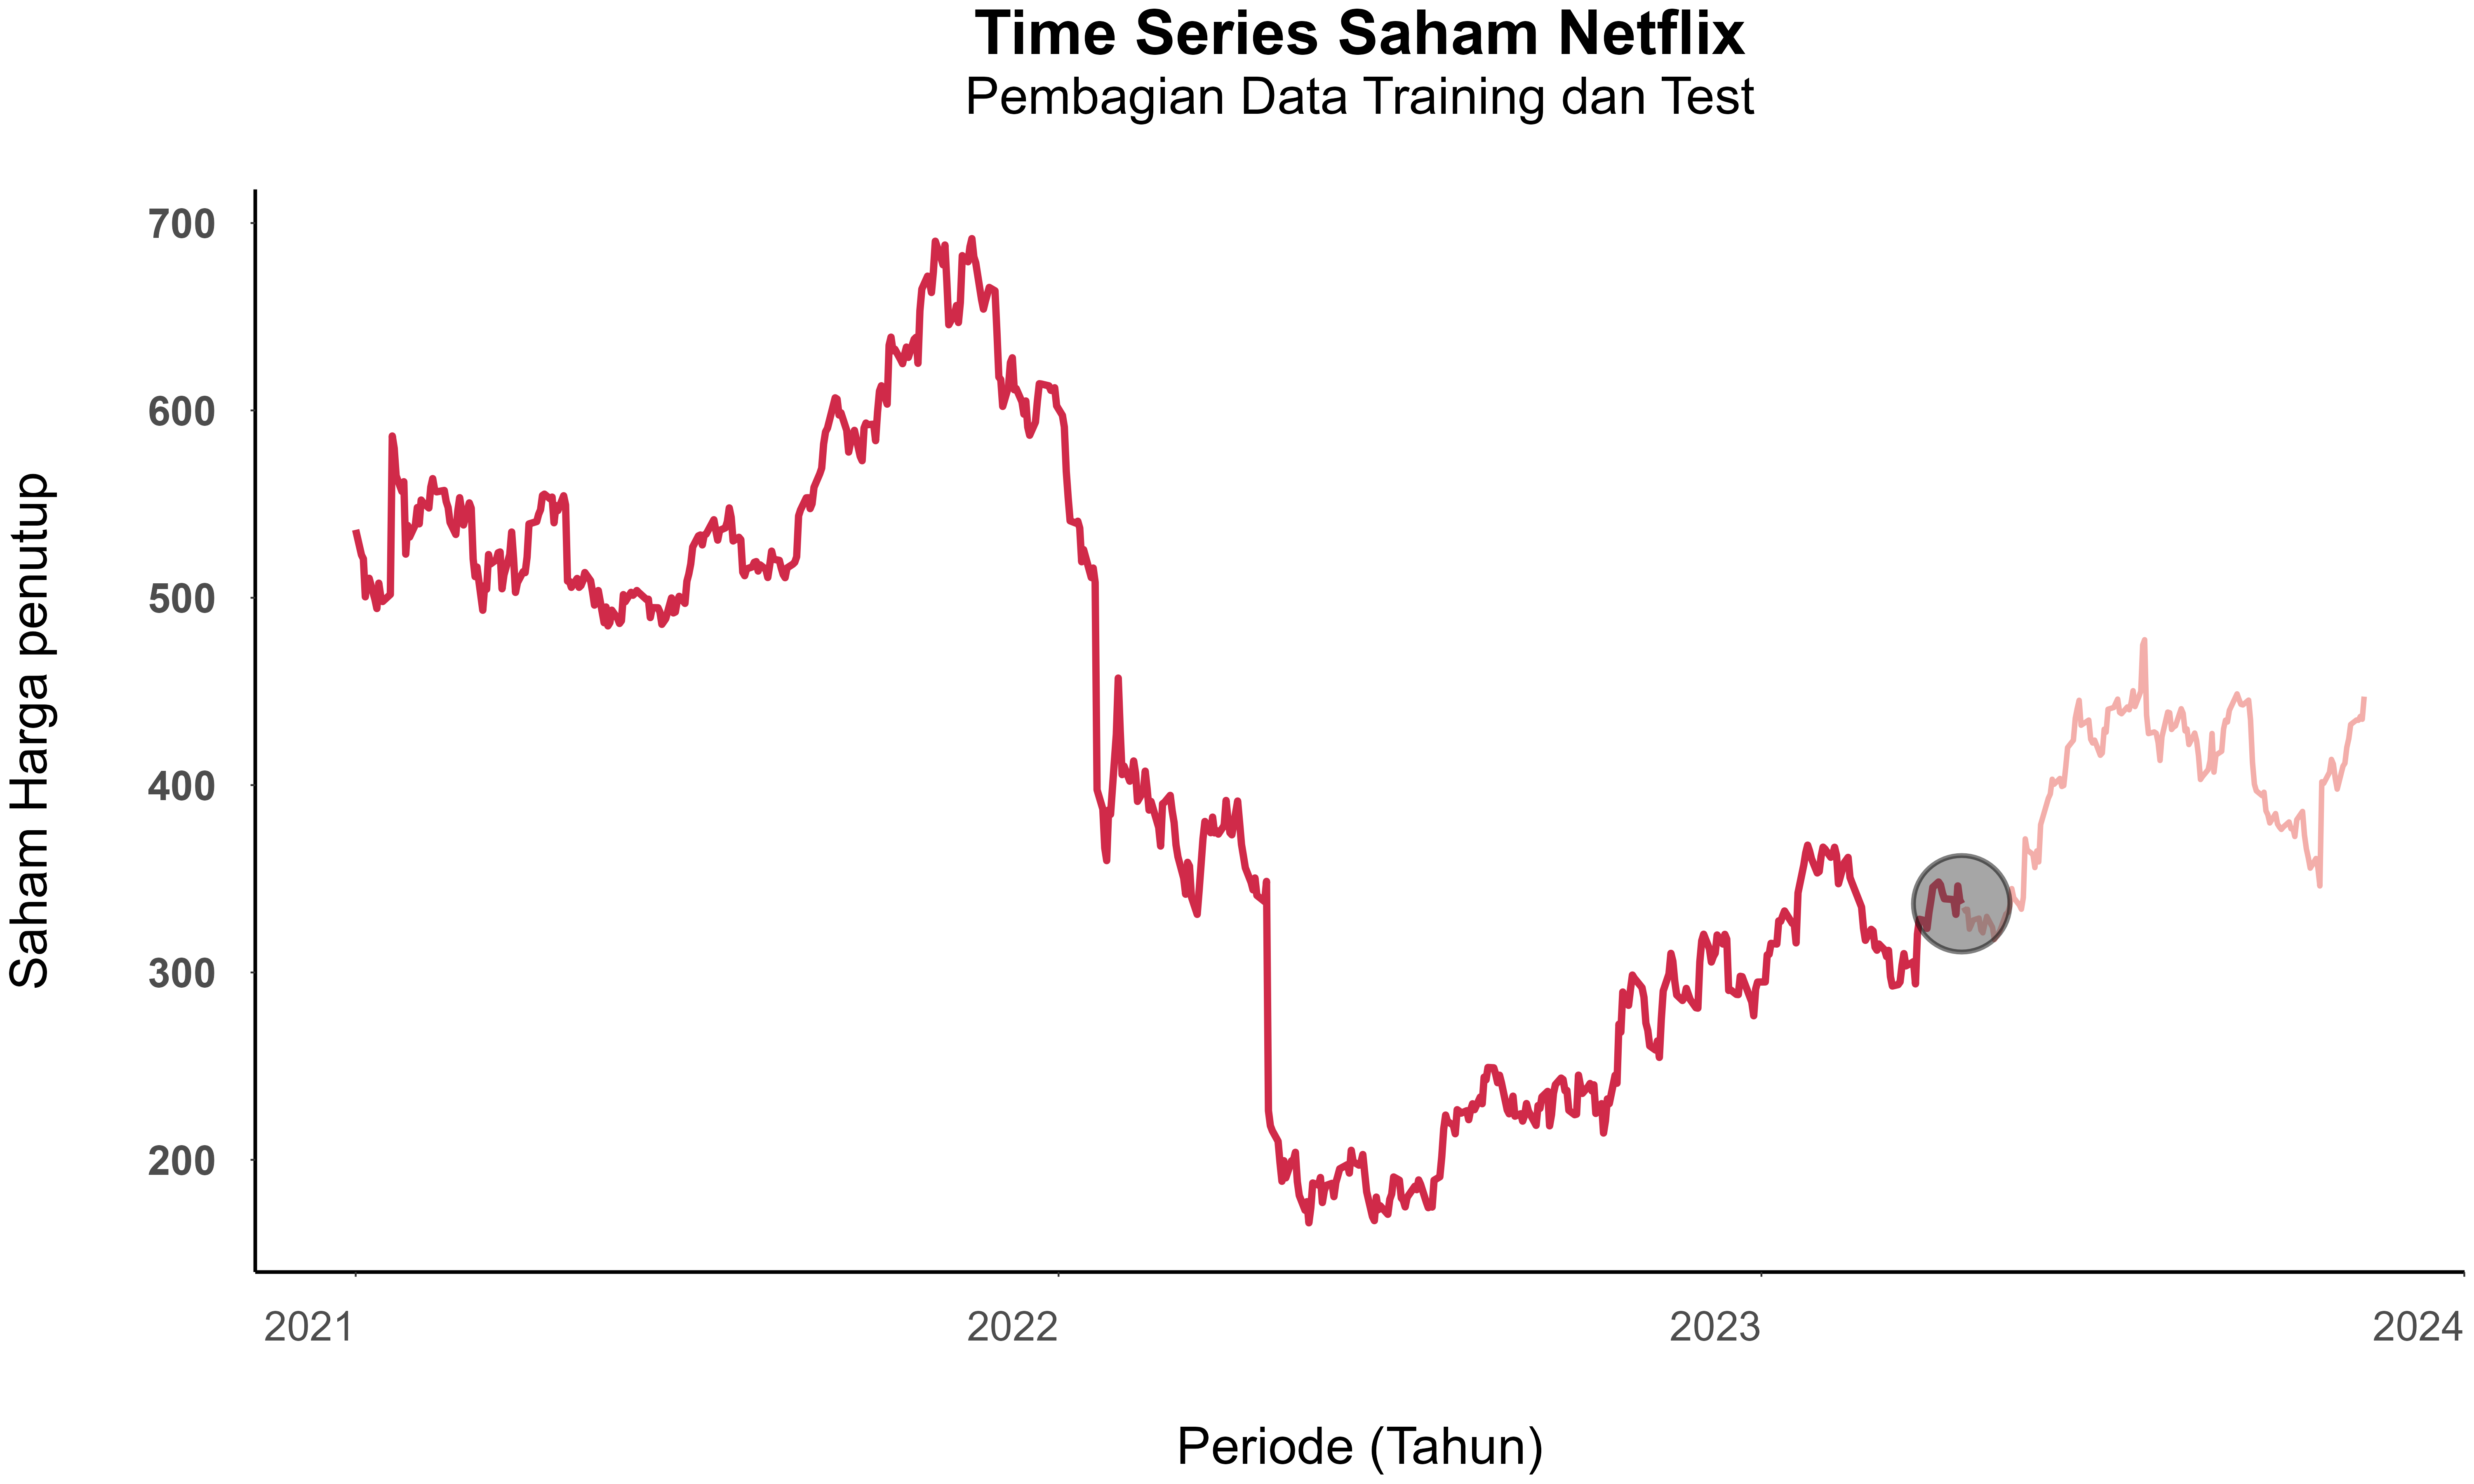 Time Series Saham Netflix
Pembagian Data Training dan Test
Saham Harga penutup
700
600
500
400
300
200
2021
2022
2023
2024
Periode (Tahun)